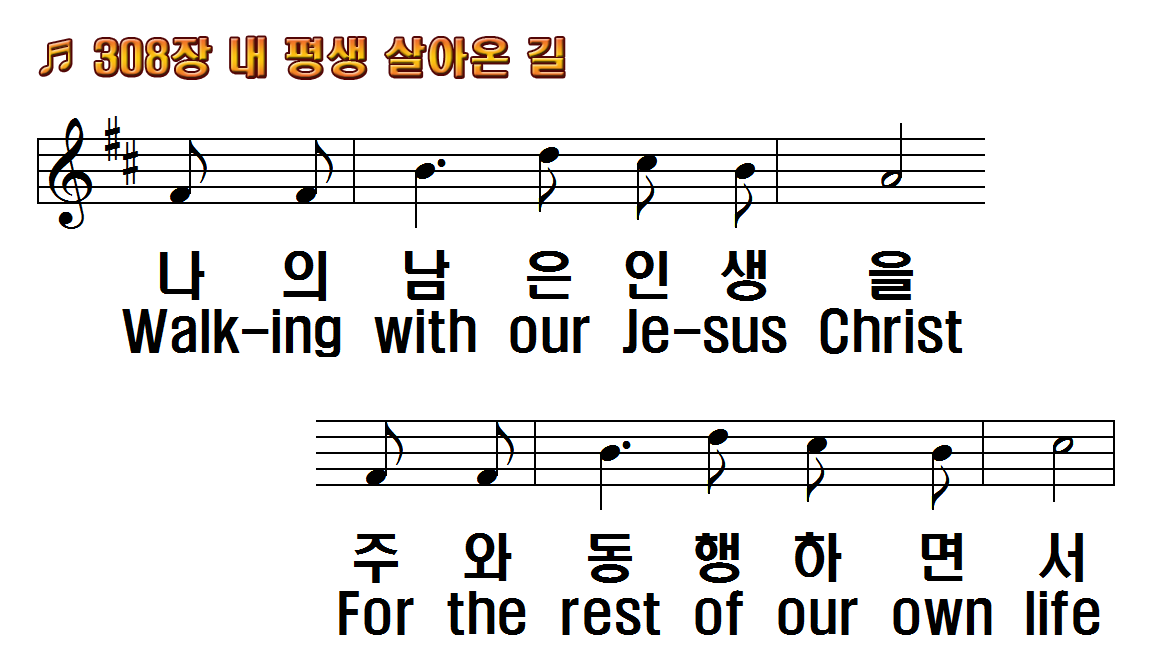 308장 내 평생 살아온 길
나 의 남 은 인 생 을
Walk-ing with our Je-sus Christ
주 와 동 행 하 면 서
For the rest of our own life